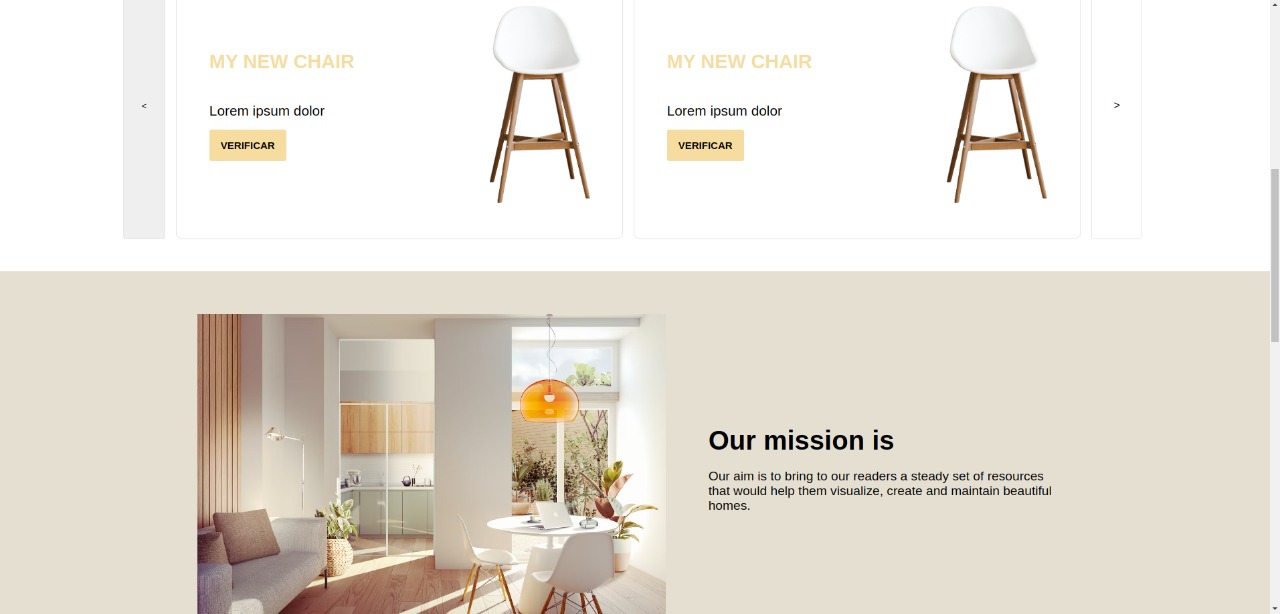 MY NEW CHAIR
Lorem ipsum dolor
VERIFICAR
MY NEW CHAIR
Lorem ipsum dolor
VERIFICAR
<
>
Our mission is
Our aim is to bring to our readers a steady set of resources
that would help them visualize, create and maintain beautiful
homes.